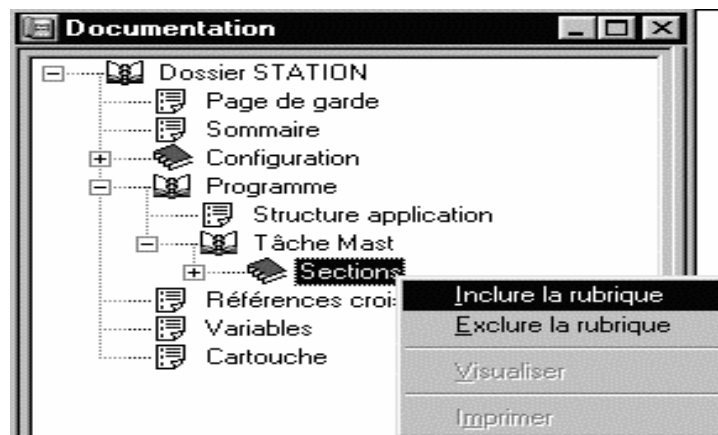 Documentation
Dossier STATION
Page de garde
Sommaire
Configuration
Programme
Structure application
Tâche Mast
Sections
Références croi
Variables
Cartouche
Inclure la rubrique
Exclure la rubrique
Visualiser
Imprimer